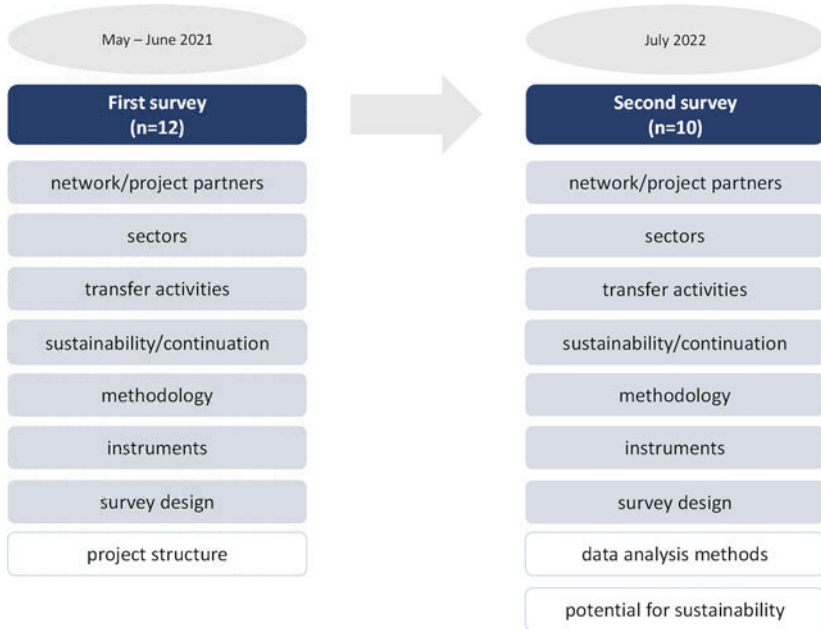 May – June 2021
First survey
(n=12)
network/project partners
sectors
transfer activities
sustainability/continuation
methodology
instruments
survey design
project structure
July 2022
Second survey
(n=10)
network/project partners
sectors
transfer activities
sustainability/continuation
methodology
instruments
survey design
data analysis methods
potential for sustainability